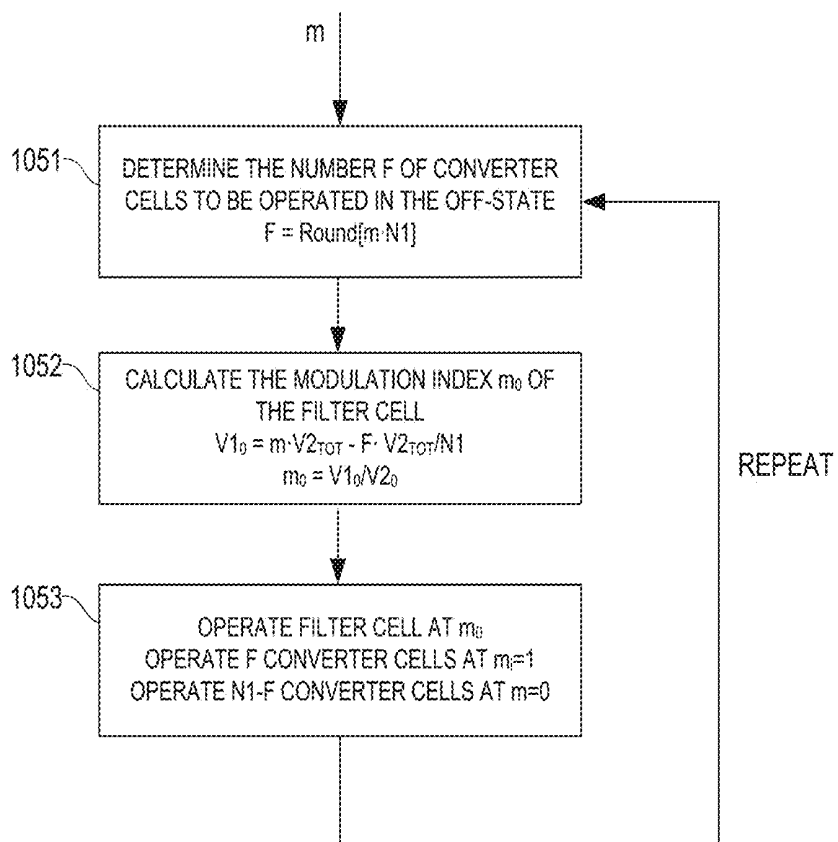 m
1051
DETERMINE THE NUMBER F OF CONVERTER
CELLS TO BE OPERATED IN THE OFF-STATE
F = Round[m·N1]
1052
CALCULATE THE MODULATION INDEX m₀ OF
THE FILTER CELL
V1₀ = m·V2TOT - F· V2TOT/N1
m₀ = V1₀/V2₀
REPEAT
1053
OPERATE FILTER CELL AT m₀
OPERATE F CONVERTER CELLS AT mᵢ=1
OPERATE N1-F CONVERTER CELLS AT m=0